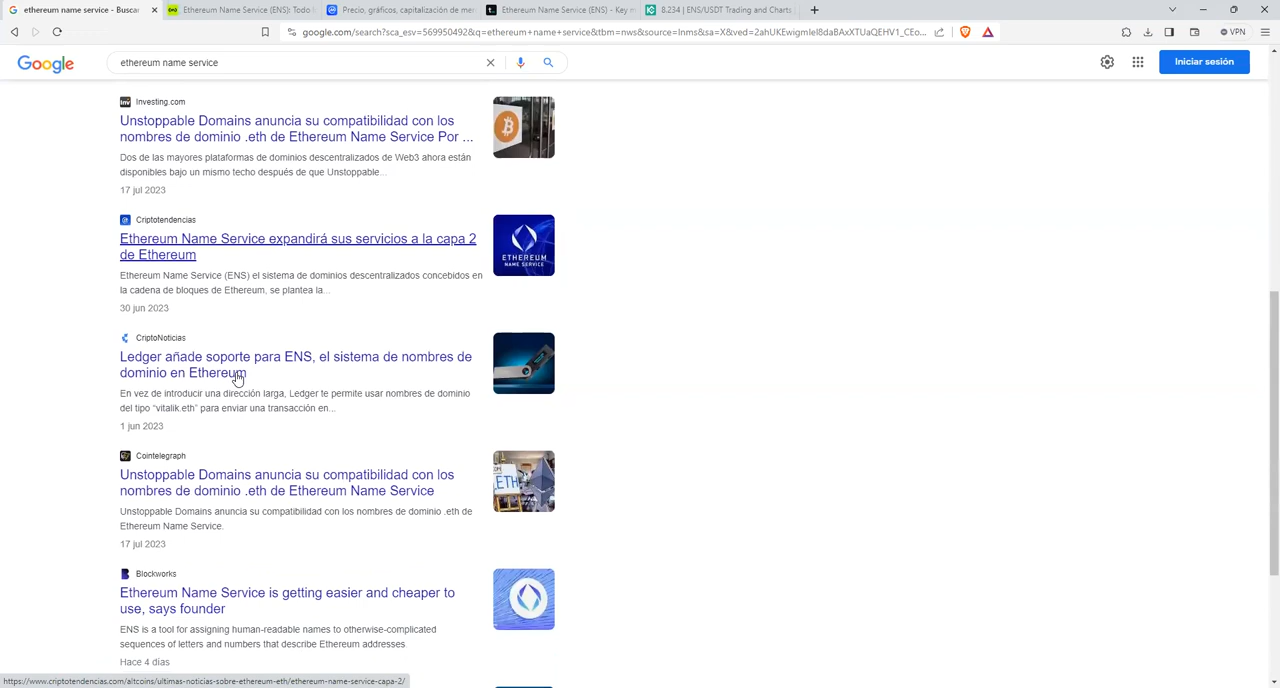 ethereum name service - Buscar
Ethereum Name Service (ENS): Todo l
Precio, gráficos, capitalización de mer
Ethereum Name Service (ENS) - Key m
8.234 | ENS/USDT Trading and Charts
google.com/search?sca_esv=569950492&q=ethereum+name+service&tbm=nws&source=lnms&sa=X&ved=2ahUKEwigmIeI8daBAxXTUaQEHV1_CEo...
VPN
Google
ethereum name service
Iniciar sesión
inv Investing.com
Unstoppable Domains anuncia su compatibilidad con los
nombres de dominio .eth de Ethereum Name Service Por ...
Dos de las mayores plataformas de dominios descentralizados de Web3 ahora están
disponibles bajo un mismo techo después de que Unstoppable...
17 jul 2023
Criptotendencias
Ethereum Name Service expandirá sus servicios a la capa 2
de Ethereum
ETHEREUM
NAME SERVICE
Ethereum Name Service (ENS) el sistema de dominios descentralizados concebidos en
la cadena de bloques de Ethereum, se plantea la...
30 jun 2023
CriptoNoticias
Ledger añade soporte para ENS, el sistema de nombres de
dominio en Ethereum
En vez de introducir una dirección larga, Ledger te permite usar nombres de dominio
del tipo “vitalik.eth” para enviar una transacción en...
1 jun 2023
Cointelegraph
Unstoppable Domains anuncia su compatibilidad con los
nombres de dominio .eth de Ethereum Name Service
.ETH
Unstoppable Domains anuncia su compatibilidad con los nombres de dominio .eth de
Ethereum Name Service.
17 jul 2023
Blockworks
Ethereum Name Service is getting easier and cheaper to
use, says founder
ENS is a tool for assigning human-readable names to otherwise-complicated
sequences of letters and numbers that describe Ethereum addresses.
Hace 4 días
https://www.criptotendencias.com/altcoins/ultimas-noticias-sobre-ethereum-eth/ethereum-name-service-capa-2/